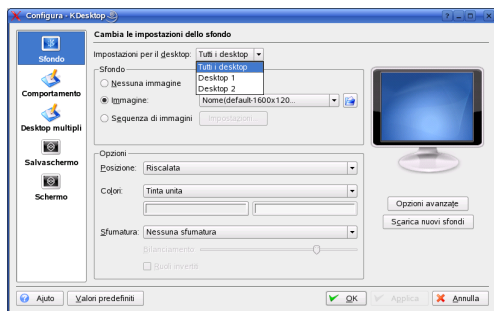 Configura - KDesktop
Sfondo
Comportamento
Desktop multipli
Salvaschermo
Schermo
Cambia le impostazioni dello sfondo
Impostazioni per il desktop: Tutti i desktop
Tutti i desktop
Desktop 1
Desktop 2
Sfondo
Nessuna immagine
Immagine: Nome(default-1600x120...
Sequenza di immagini Impostazioni...
Opzioni
Posizione: Riscalata
Colori: Tinta unita
Sfumatura: Nessuna sfumatura
Bilanciamento:
Ruoli invertiti
Opzioni avanzate
Scarica nuovi sfondi
Aiuto Valori predefiniti OK Applica Annulla